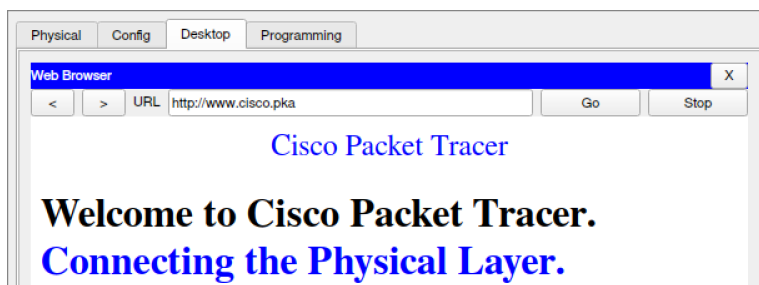 Physical Config Desktop Programming
Web Browser X
< > URL http://www.cisco.pka Go Stop
Cisco Packet Tracer
Welcome to Cisco Packet Tracer.
Connecting the Physical Layer.